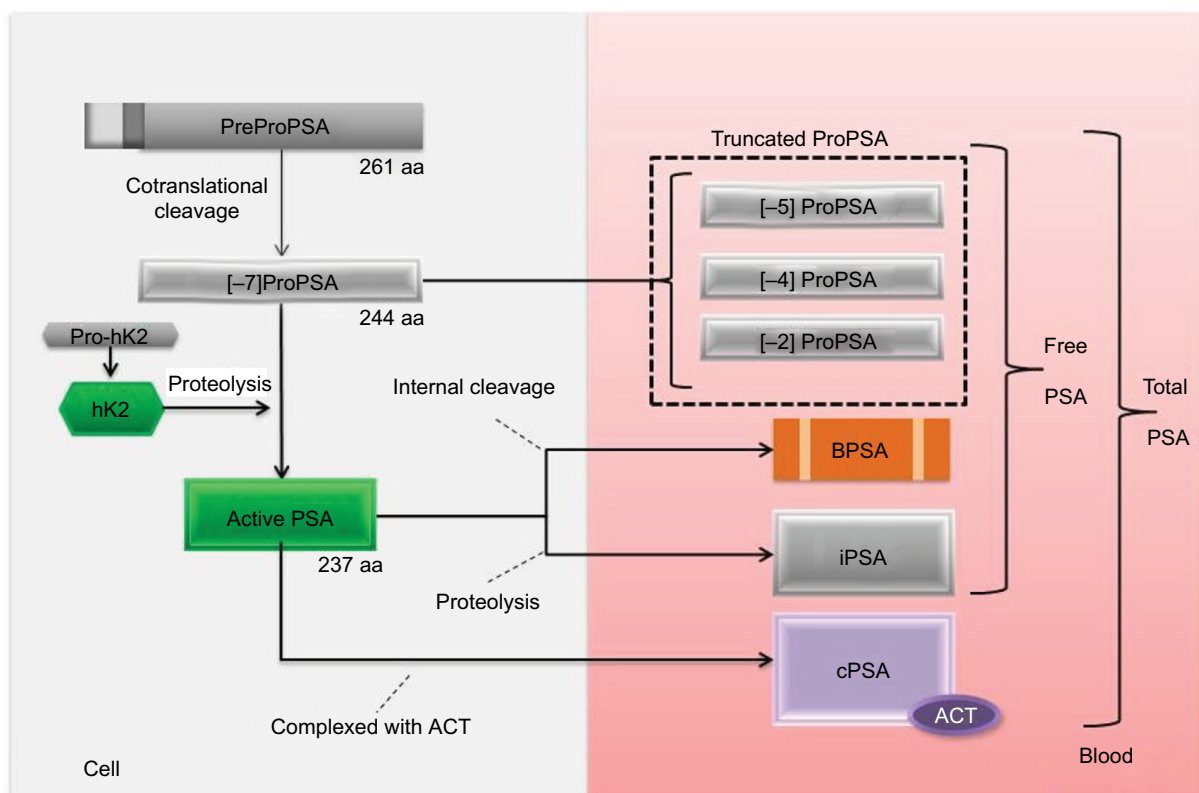 PreProPSA
261 aa
Cotranslational
cleavage
[–7]ProPSA
244 aa
Pro-hK2
Proteolysis
hK2
Active PSA
237 aa
Internal cleavage
Proteolysis
Complexed with ACT
Cell
Truncated ProPSA
[–5] ProPSA
[–4] ProPSA
[–2] ProPSA
BPSA
iPSA
cPSA
ACT
Free
PSA
Total
PSA
Blood